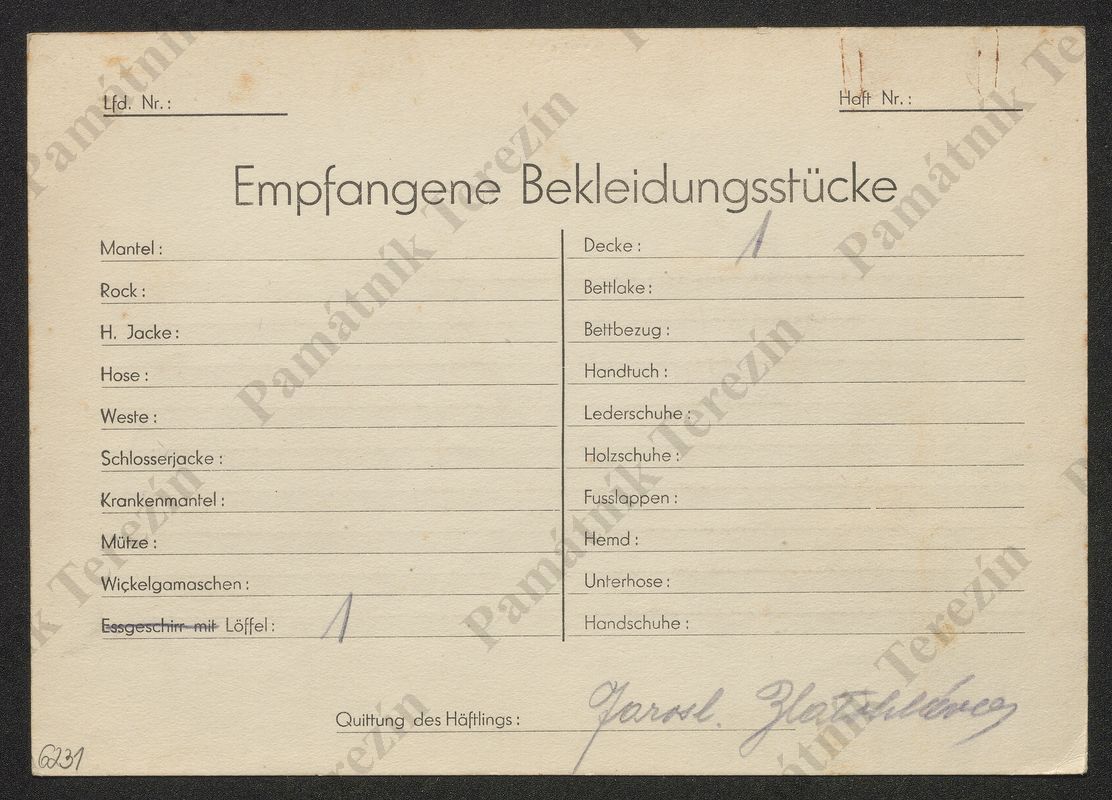 Lfd. Nr.:
Haft Nr.:
Empfangene Bekleidungsstücke
Mantel:
Rock:
H. Jacke:
Hose:
Weste:
Schlosserjacke:
Krankenmantel:
Mütze:
Wickelgamaschen:
Essgeschirr mit Löffel: 1
Decke: 1
Bettlake:
Bettbezug:
Handtuch:
Lederschuhe:
Holzschuhe:
Fusslappen:
Hemd:
Unterhose:
Handschuhe:
Quittung des Häftlings: Jarosl.
6231
Památník Terezín